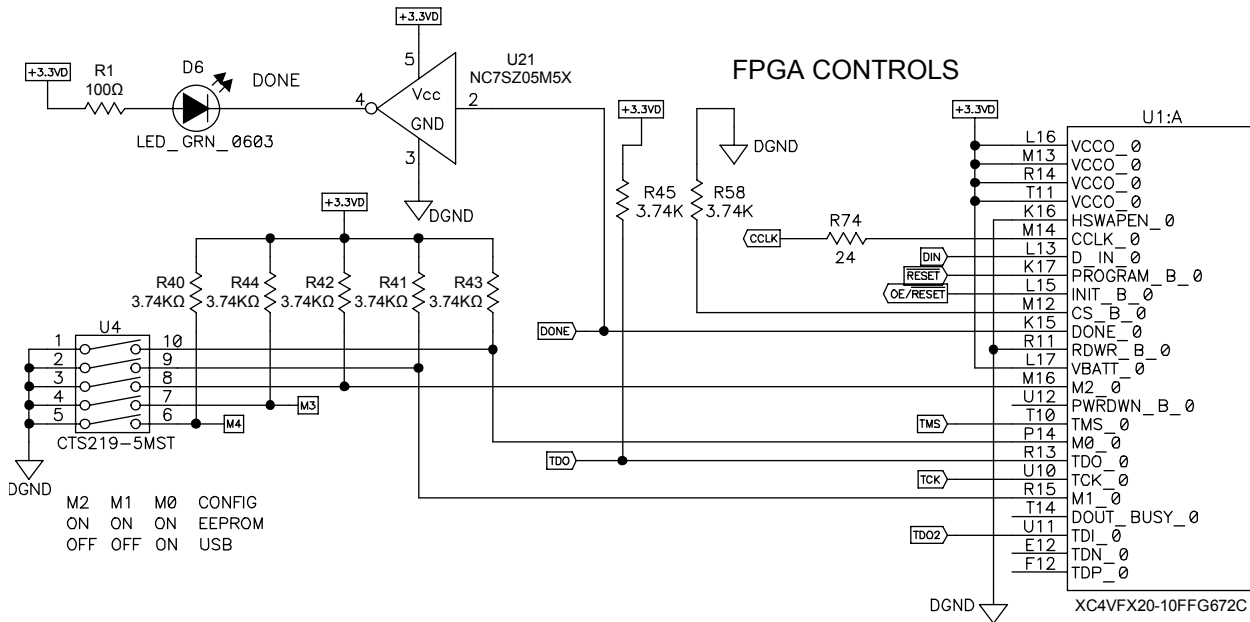 FPGA CONTROLS
+3.3VD
5
U21
NC7SZ05M5X
Vcc
GND
4
2
3
DGND
+3.3VD
R1
100Ω
D6
DONE
LED_GRN_0603
+3.3VD
R45
3.74K
R58
3.74K
DGND
+3.3VD
R40
3.74KΩ
R44
3.74KΩ
R42
3.74KΩ
R41
3.74KΩ
R43
3.74KΩ
U4
1
2
3
4
5
10
9
8
7
6
M3
M4
CTS219-5MST
DGND
M2 M1 M0 CONFIG
ON ON ON EEPROM
OFF OFF ON USB
CCLK
R74
24
DIN
RESET
OE/RESET
DONE
TMS
TDO
TCK
TDO2
+3.3VD
U1:A
L16 VCCO_0
M13 VCCO_0
R14 VCCO_0
T11 VCCO_0
K16 HSWAPEN_0
M14 CCLK_0
L13 D_IN_0
K17 PROGRAM_B_0
L15 INIT_B_0
M12 CS_B_0
K15 DONE_0
R11 RDWR_B_0
L17 VBATT_0
M16 M2_0
U12 PWRDWN_B_0
T10 TMS_0
P14 M0_0
R13 TDO_0
U10 TCK_0
R15 M1_0
T14 DOUT_BUSY_0
U11 TDI_0
E12 TDN_0
F12 TDP_0
DGND
XC4VFX20-10FFG672C